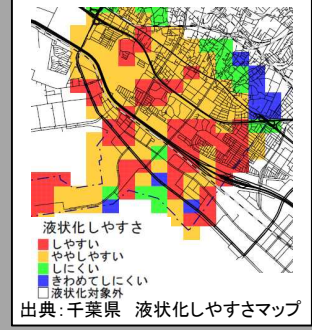 液状化しやすさ
しやすい
ややしやすい
しにくい
きわめてしにくい
液状化対象外
出典:千葉県　液状化しやすさマップ